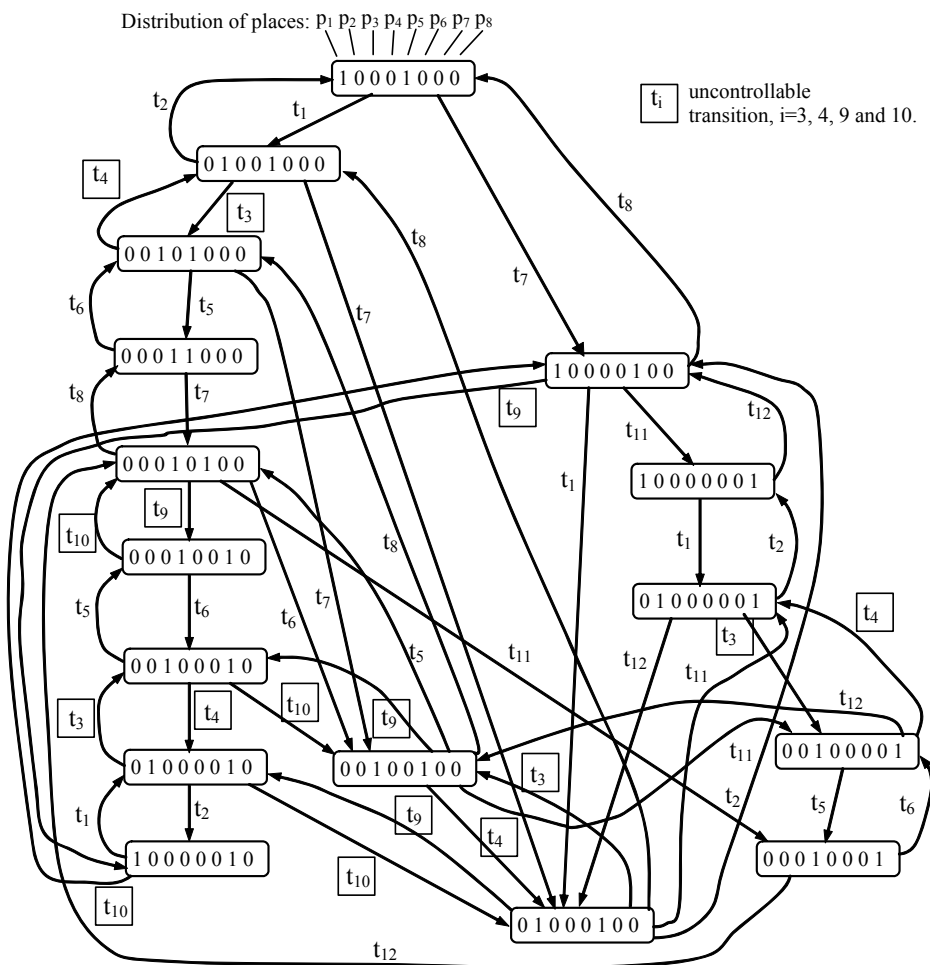 Distribution of places: p1 p2 p3 p4 p5 p6 p7 p8
1 0 0 0 1 0 0 0
ti uncontrollable
transition, i=3, 4, 9 and 10.
t2
t1
0 1 0 0 1 0 0 0
t4
t3
t8
t8
0 0 1 0 1 0 0 0
t7
t6
t5
t7
0 0 0 1 1 0 0 0
1 0 0 0 0 1 0 0
t8
t7
t9
t12
t11
0 0 0 1 0 1 0 0
1 0 0 0 0 0 0 1
t1
t9
t10
t8
t1
t2
0 0 0 1 0 0 1 0
t7
0 1 0 0 0 0 0 1
t5
t6
t6
t4
t3
t5
t11
t12
0 0 1 0 0 0 1 0
t11
t3
t4
t10
t9
t12
0 0 1 0 0 0 0 1
t11
0 1 0 0 0 0 1 0
0 0 1 0 0 1 0 0
t3
t1
t2
t9
t4
t2
t5
t6
1 0 0 0 0 0 1 0
0 0 0 1 0 0 0 1
t10
t10
0 1 0 0 0 1 0 0
t12